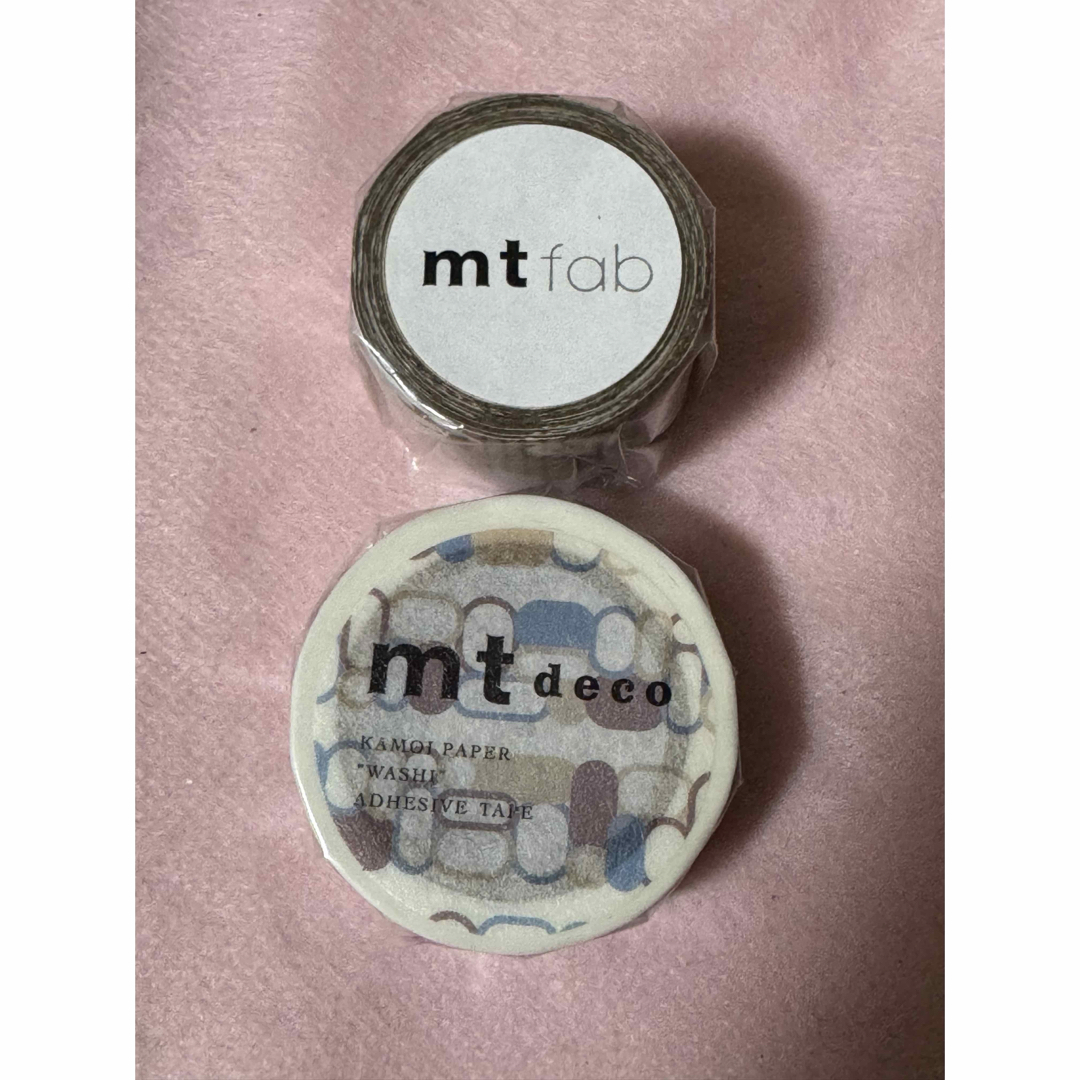 mt fab
mt deco
KAMOI PAPER
"WASHI"
ADHESIVE TAPE